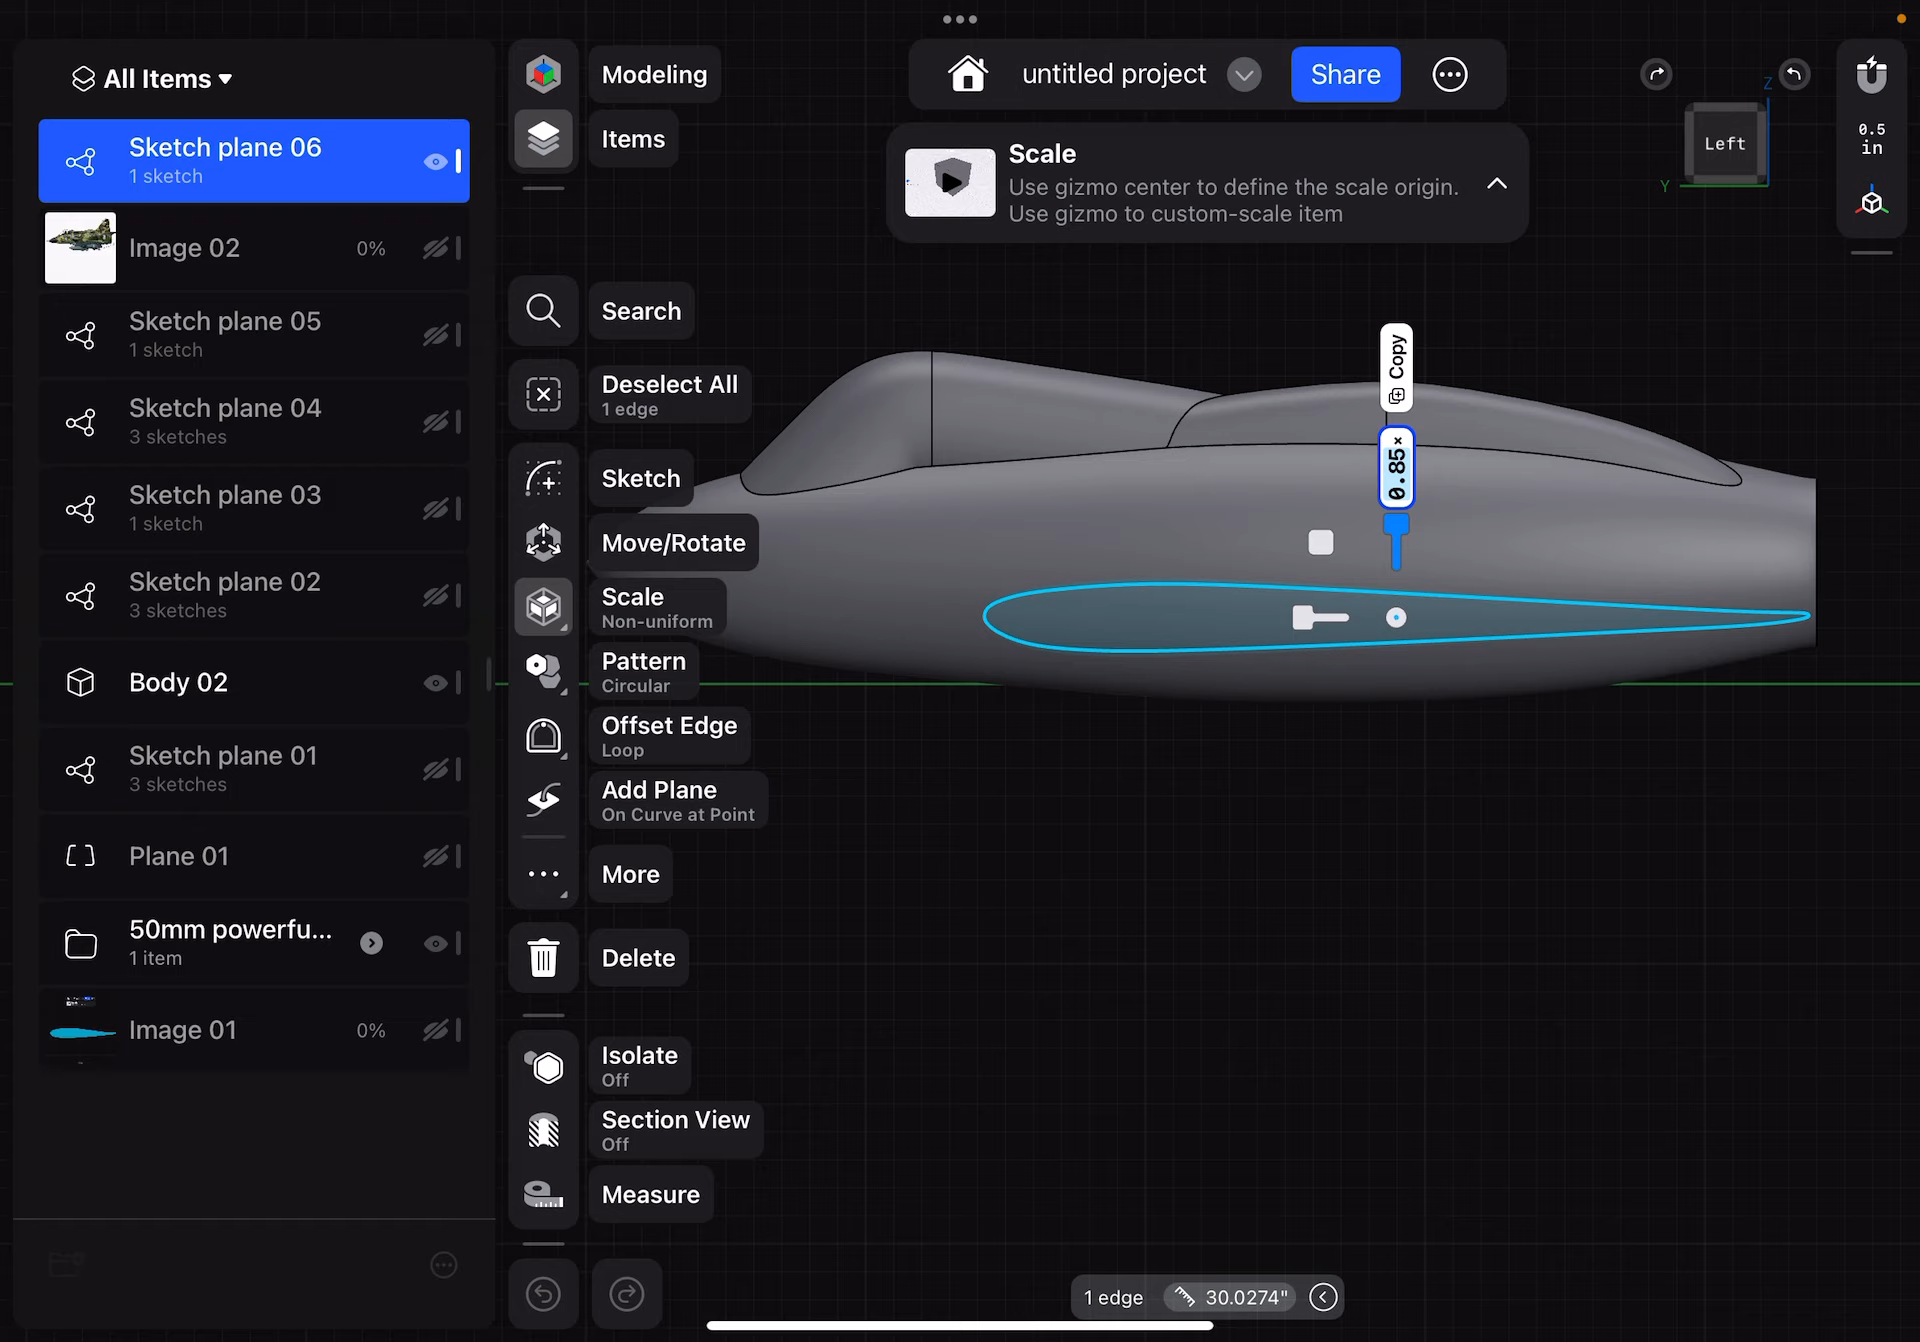 All Items
Sketch plane 06
1 sketch
Image 02
0%
Sketch plane 05
1 sketch
Sketch plane 04
3 sketches
Sketch plane 03
1 sketch
Sketch plane 02
3 sketches
Body 02
Sketch plane 01
3 sketches
Plane 01
50mm powerfu...
1 item
Image 01
0%
Modeling
Items
Search
Deselect All
1 edge
Sketch
Move/Rotate
Scale
Non-uniform
Pattern
Circular
Offset Edge
Loop
Add Plane
On Curve at Point
More
Delete
Isolate
Off
Section View
Off
Measure
untitled project
Share
Scale
Use gizmo center to define the scale origin.
Use gizmo to custom-scale item
Copy
0.85×
Z
Left
Y
0.5
in
1 edge
30.0274"